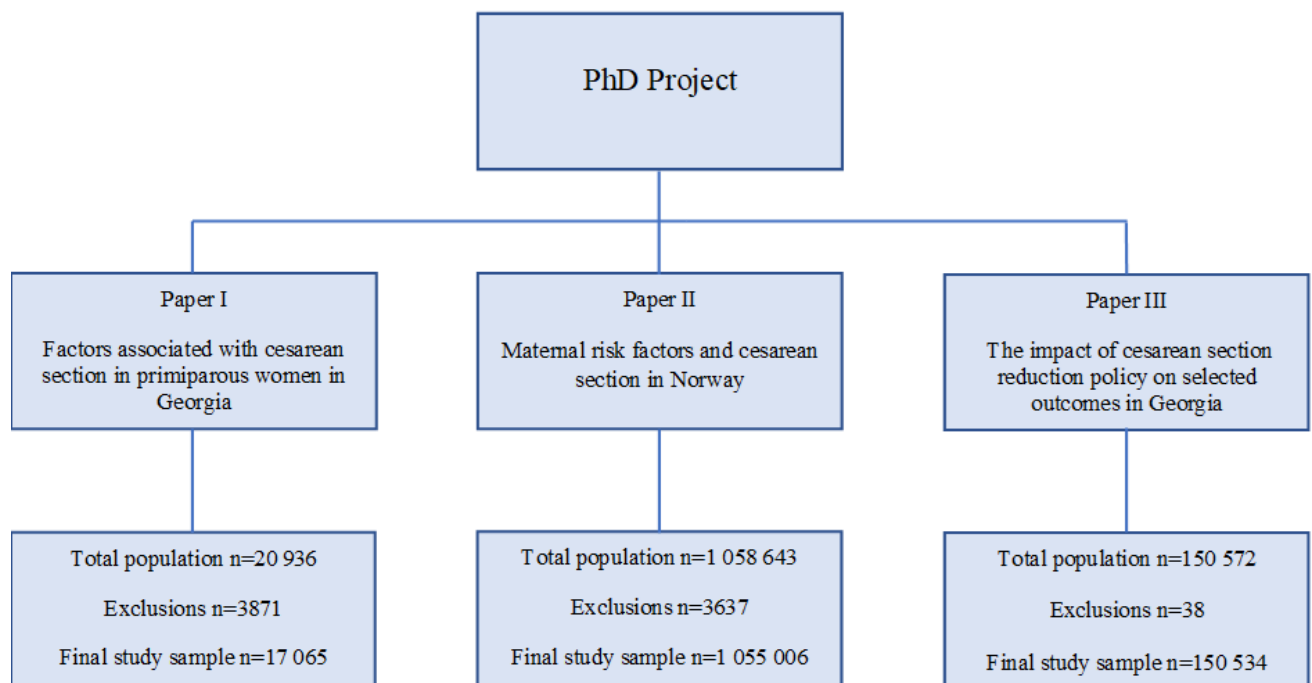 PhD Project
Paper I
Factors associated with cesarean
section in primiparous women in
Georgia
Paper II
Maternal risk factors and cesarean
section in Norway
Paper III
The impact of cesarean section
reduction policy on selected
outcomes in Georgia
Total population n=20 936
Exclusions n=3871
Final study sample n=17 065
Total population n=1 058 643
Exclusions n=3637
Final study sample n=1 055 006
Total population n=150 572
Exclusions n=38
Final study sample n=150 534